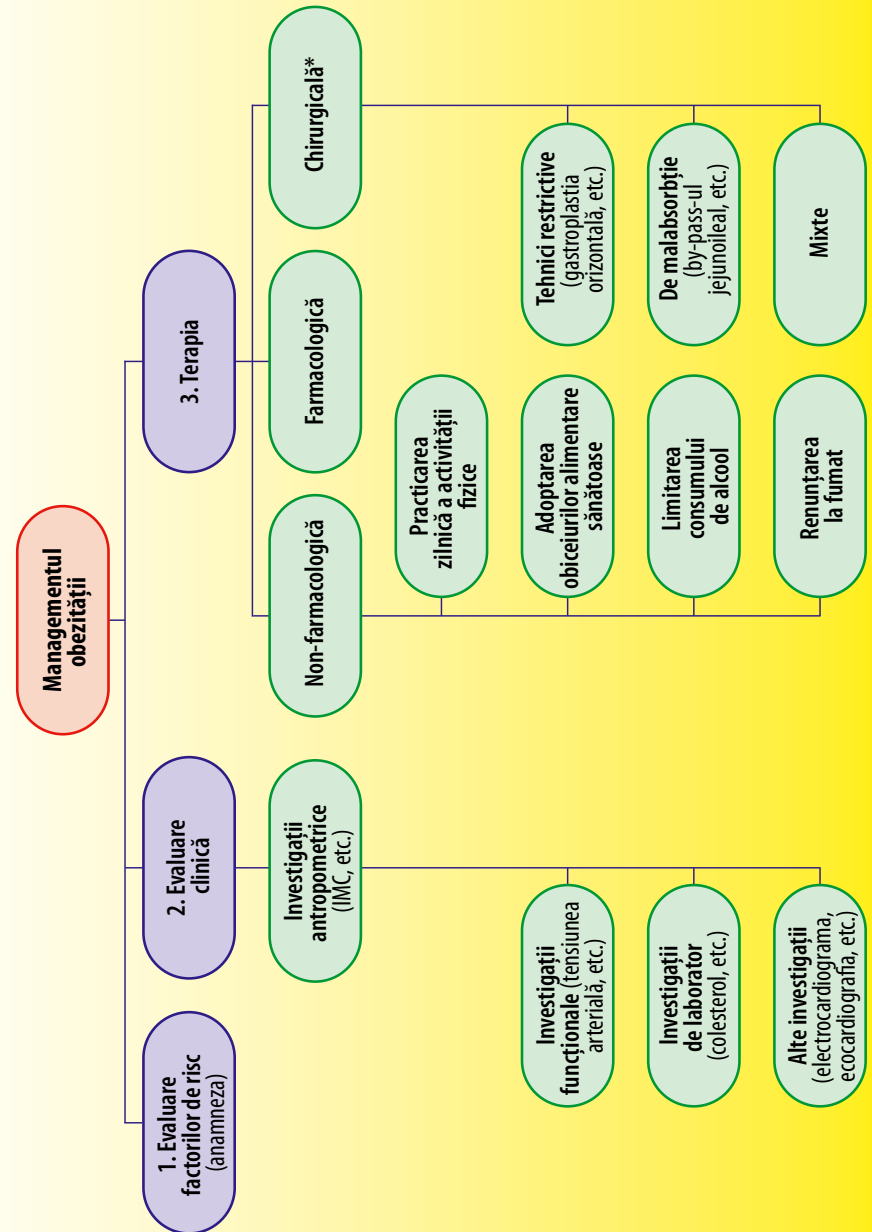 Managementul
obezității
1. Evaluare
factorilor de risc
(anamneza)
2. Evaluare
clinică
3. Terapia
Investigații
antropometrice
(IMC, etc.)
Non-farmacologică
Farmacologică
Chirurgicală*
Investigații
funcționale (tensiunea
arterială, etc.)
Investigații
de laborator
(colesterol, etc.)
Alte investigații
(electrocardiograma,
ecocardiografia, etc.)
Practicarea
zilnică a activității
fizice
Adoptarea
obiceiurilor alimentare
sănătoase
Limitarea
consumului
de alcool
Renunțarea
la fumat
Tehnici restrictive
(gastroplastia
orizontală, etc.)
De malabsorbție
(by-pass-ul
jejunoileal, etc.)
Mixte